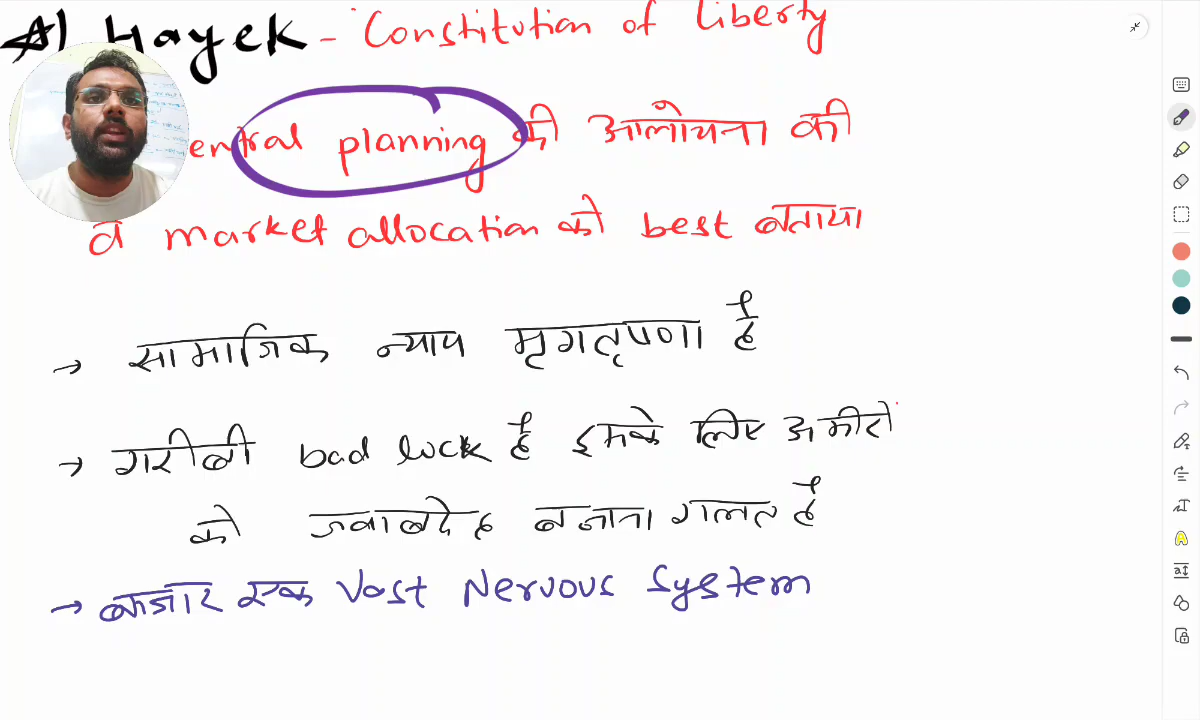 A) Hayek - Constitution of Liberty
entral planning की आलोचना की
व market allocation को best बताया
→ सामाजिक न्याय मृगतृष्णा है
→ गरीबी bad luck है इसके लिए अमीरो
को जवाबदेह बनाना गलत है
→ बाजार एक Vast Nervous System